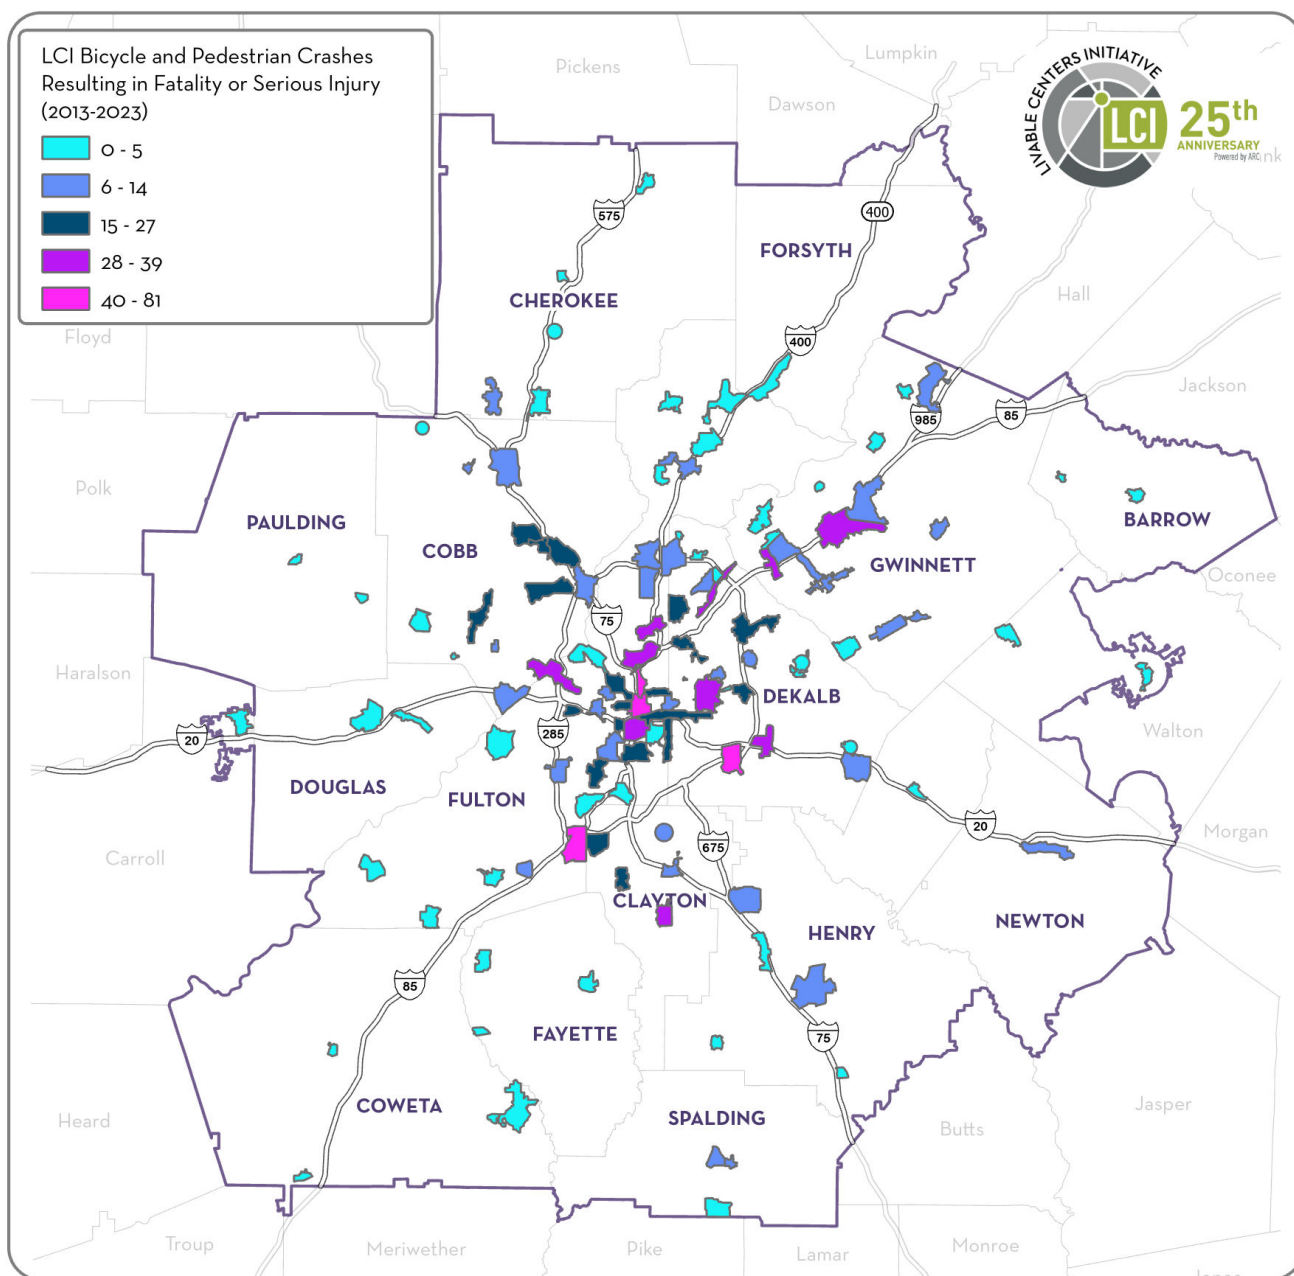 LCI Bicycle and Pedestrian Crashes
Resulting in Fatality or Serious Injury
(2013-2023)
0 - 5
6 - 14
15 - 27
28 - 39
40 - 81
LIVABLE CENTERS INITIATIVE
LCI
25th
ANNIVERSARY
Powered by ARC
Pickens
Lumpkin
Dawson
575
400
FORSYTH
CHEROKEE
Hall
Floyd
400
Jackson
985
85
Polk
PAULDING
BARROW
COBB
GWINNETT
Oconee
75
Haralson
DEKALB
Walton
20
285
DOUGLAS
FULTON
20
Morgan
Carroll
675
CLAYTON
HENRY
NEWTON
85
FAYETTE
75
COWETA
SPALDING
Jasper
Heard
Butts
Troup
Meriwether
Pike
Lamar
Monroe